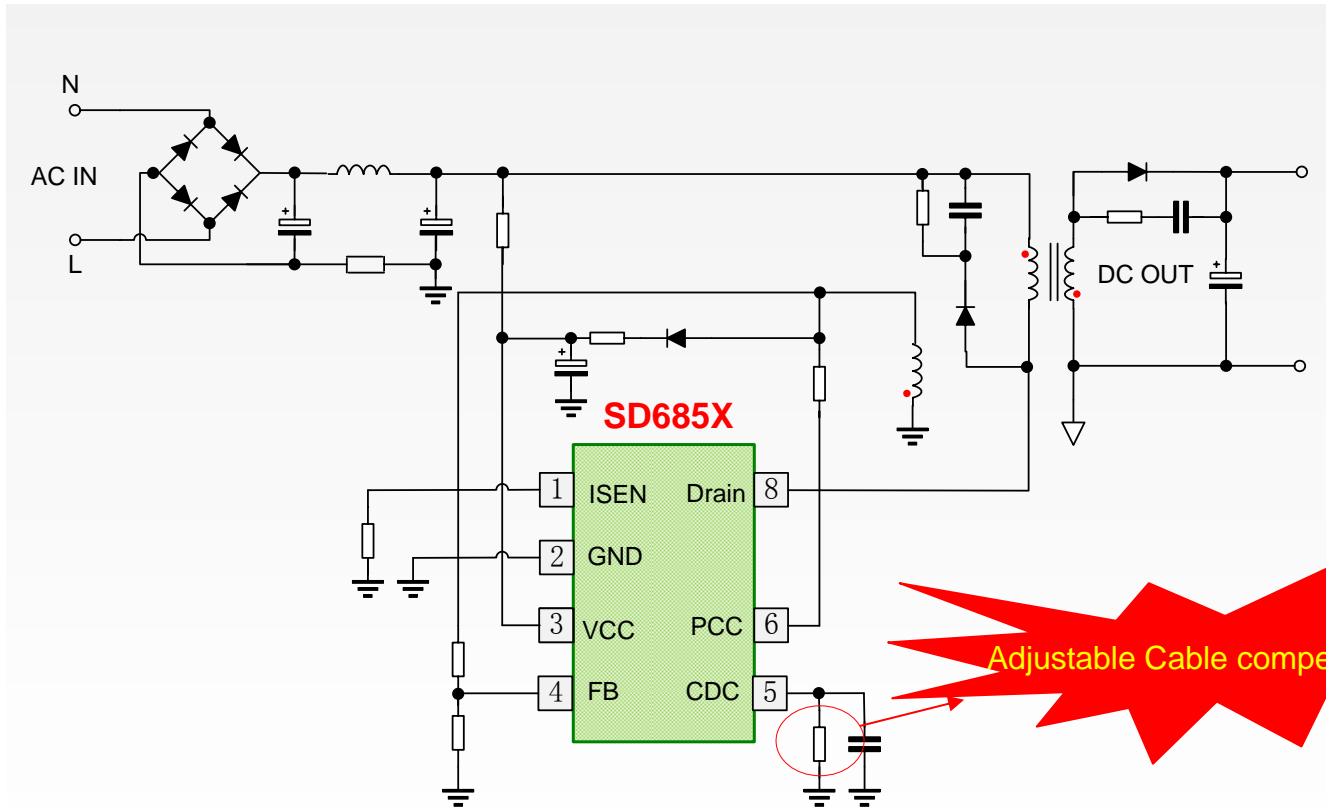 N
AC IN
L
DC OUT
SD685X
1 ISEN Drain 8
2 GND
3 VCC PCC 6
4 FB CDC 5
Adjustable Cable compe
+
+
+
+